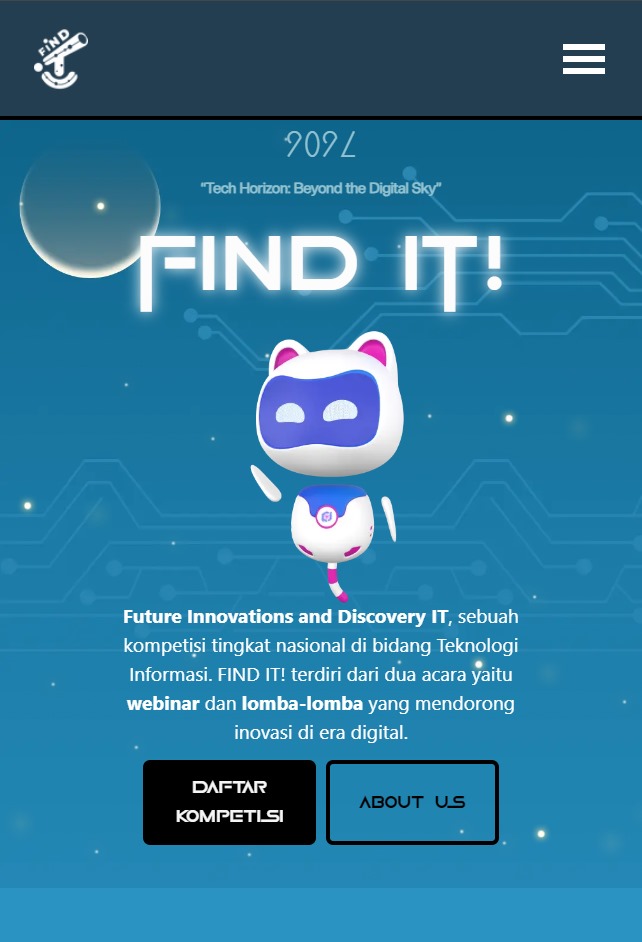 FIND
IT
“Tech Horizon: Beyond the Digital Sky”
FIND IT!
Future Innovations and Discovery IT, sebuah
kompetisi tingkat nasional di bidang Teknologi
Informasi. FIND IT! terdiri dari dua acara yaitu
webinar dan lomba-lomba yang mendorong
inovasi di era digital.
DAFTAR
KOMPETISI
ABOUT US